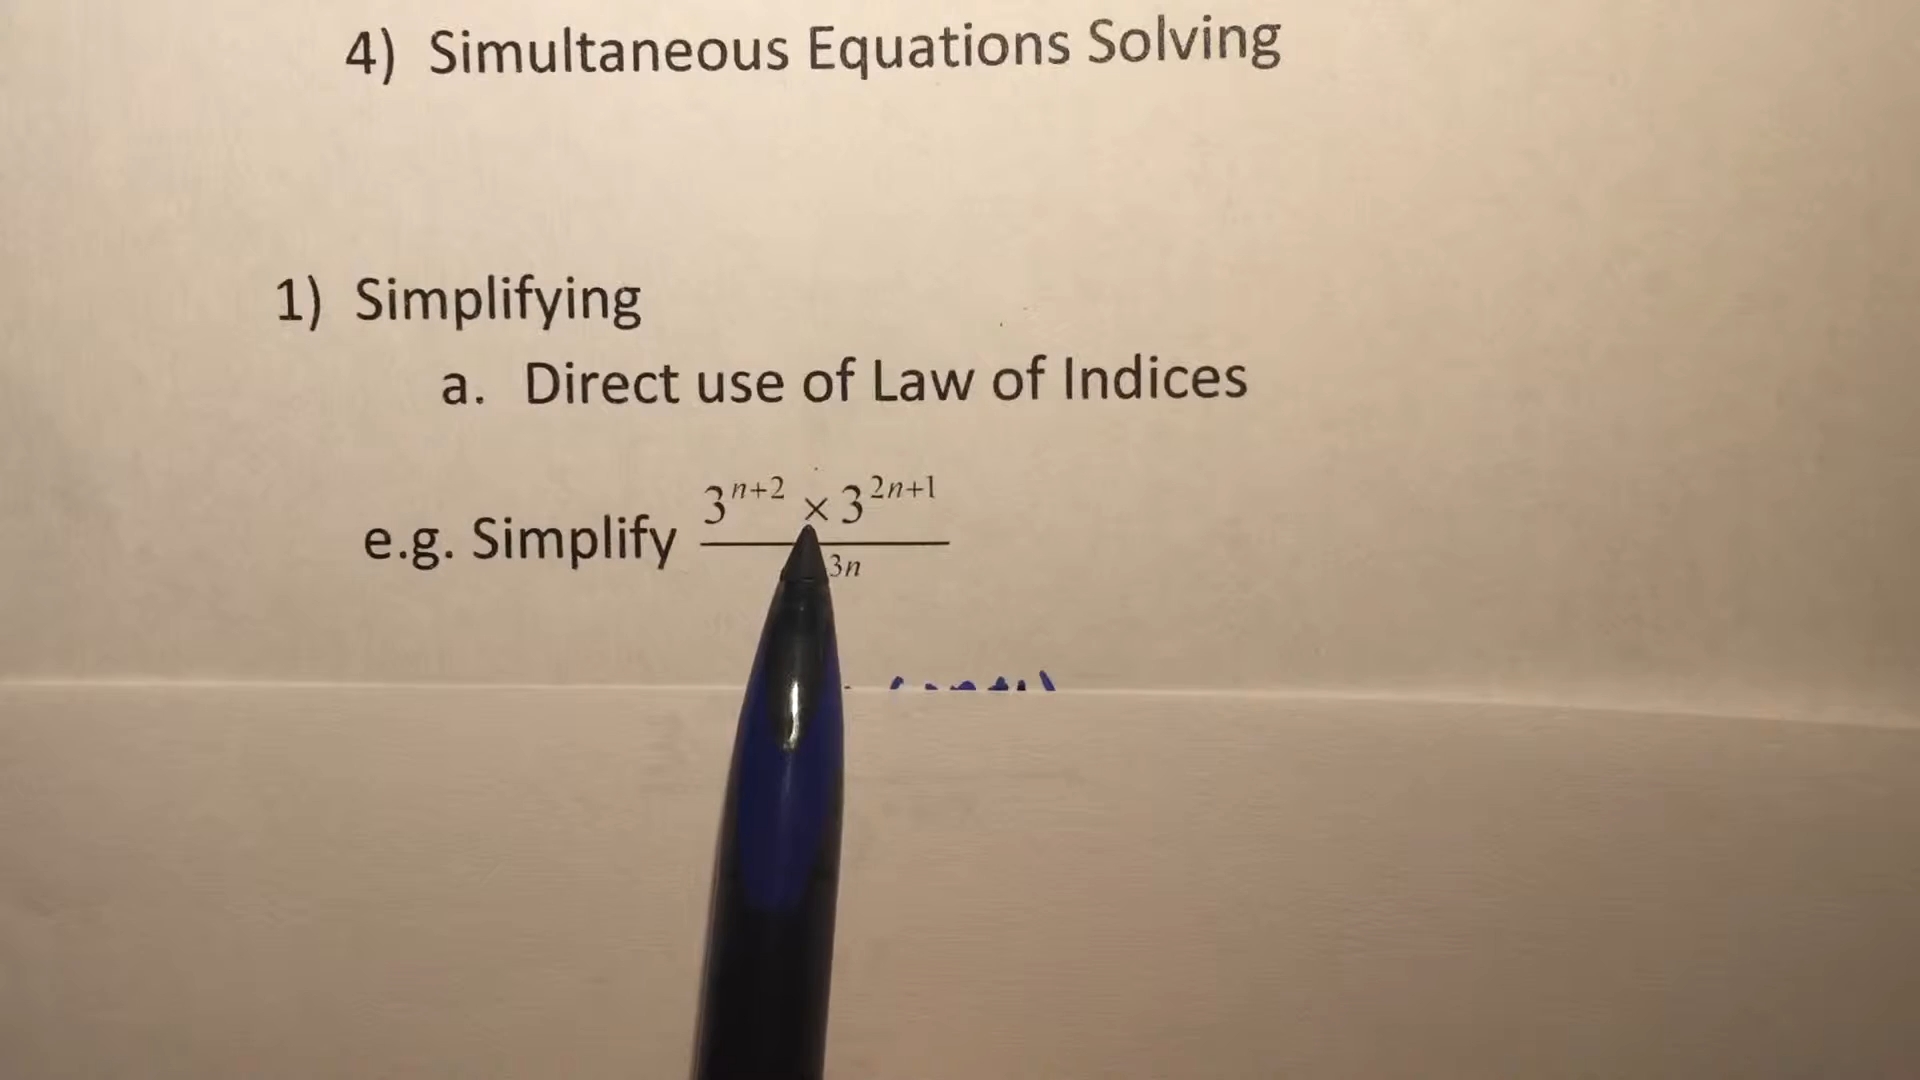 4) Simultaneous Equations Solving
1) Simplifying
a. Direct use of Law of Indices
e.g. Simplify 3^{n+2} × 3^{2n+1}
3n